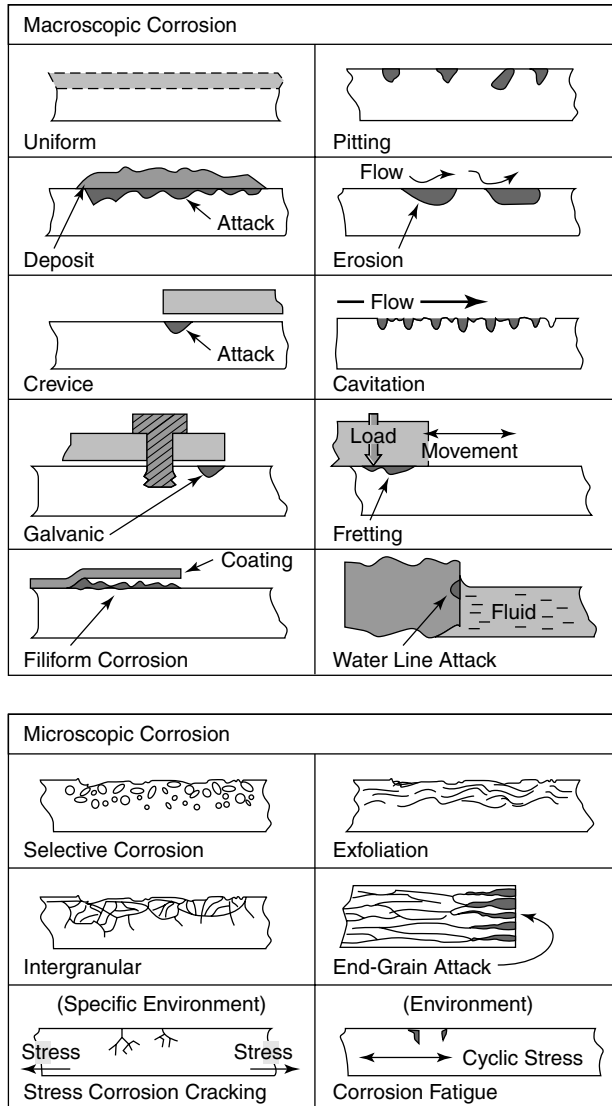 Macroscopic Corrosion
Uniform
Pitting
Attack
Deposit
Flow
Erosion
Attack
Crevice
Flow
Cavitation
Galvanic
Load
Movement
Fretting
Coating
Filiform Corrosion
Fluid
Water Line Attack
Microscopic Corrosion
Selective Corrosion
Exfoliation
Intergranular
End-Grain Attack
(Specific Environment)
Stress
Stress
Stress Corrosion Cracking
(Environment)
Cyclic Stress
Corrosion Fatigue